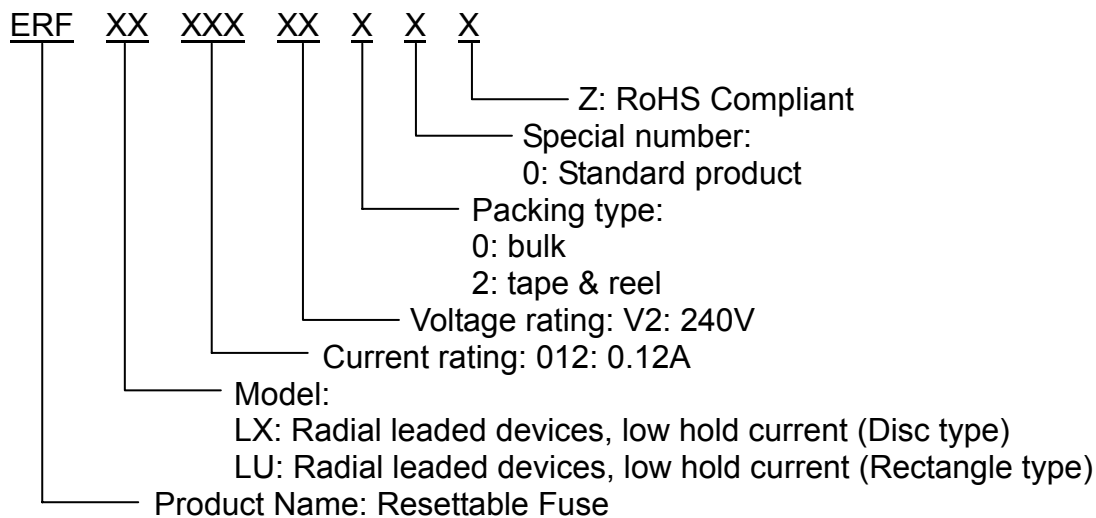 ERF XX XXX XX X X X
Z: RoHS Compliant
Special number:
0: Standard product
Packing type:
0: bulk
2: tape & reel
Voltage rating: V2: 240V
Current rating: 012: 0.12A
Model:
LX: Radial leaded devices, low hold current (Disc type)
LU: Radial leaded devices, low hold current (Rectangle type)
Product Name: Resettable Fuse